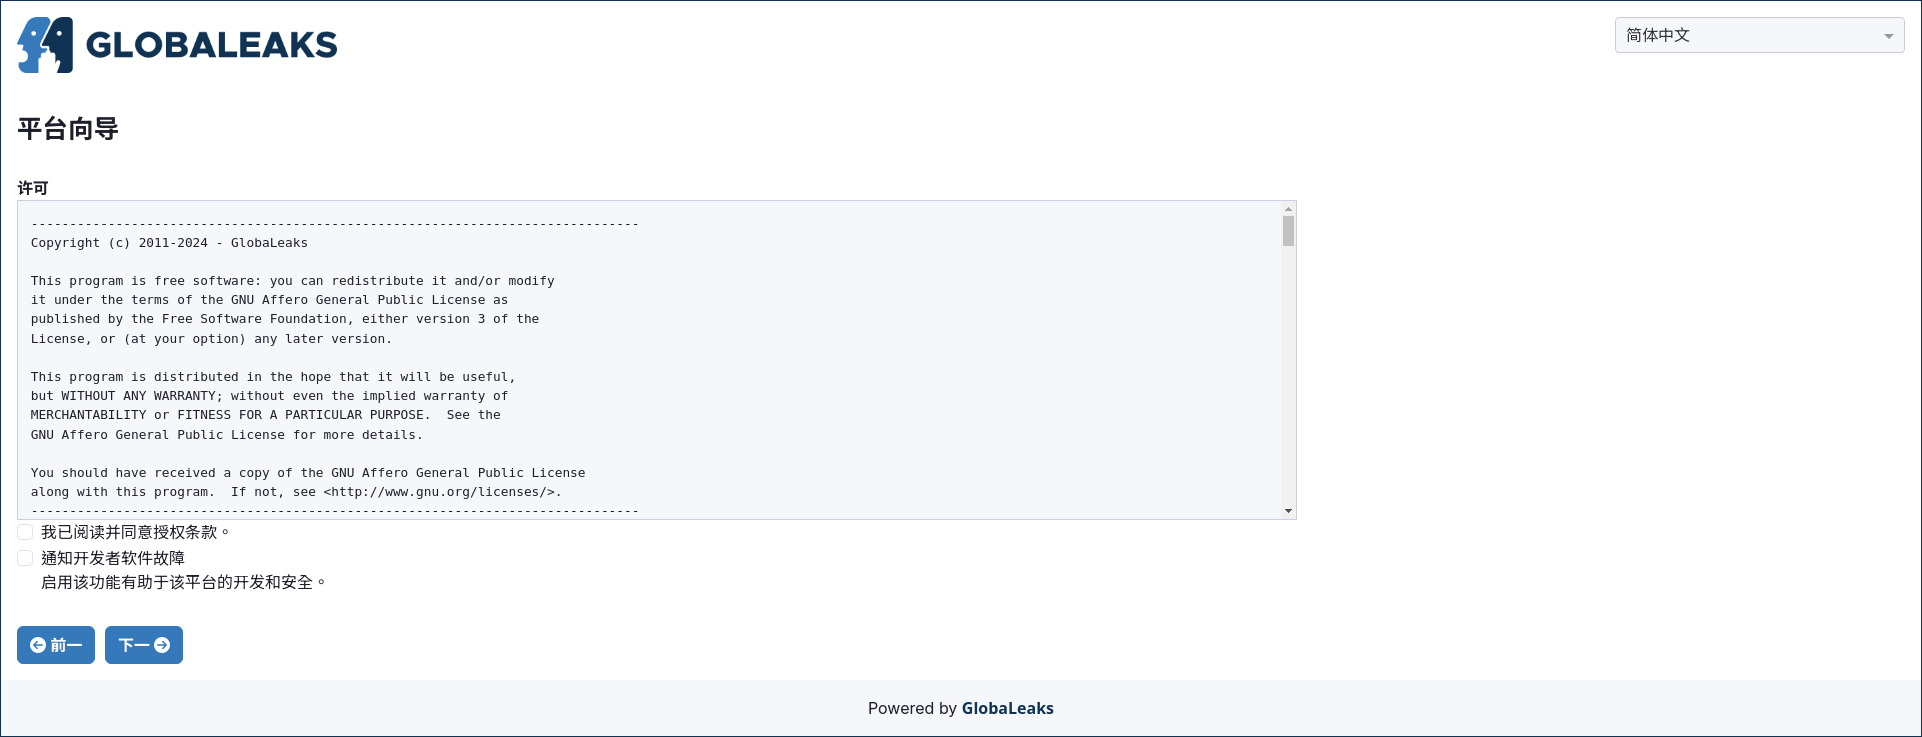 GLOBALEAKS
简体中文
平台向导
许可
-------------------------------------------------------------------------------
Copyright (c) 2011-2024 - GlobaLeaks
This program is free software: you can redistribute it and/or modify
it under the terms of the GNU Affero General Public License as
published by the Free Software Foundation, either version 3 of the
License, or (at your option) any later version.
This program is distributed in the hope that it will be useful,
but WITHOUT ANY WARRANTY; without even the implied warranty of
MERCHANTABILITY or FITNESS FOR A PARTICULAR PURPOSE.  See the
GNU Affero General Public License for more details.
You should have received a copy of the GNU Affero General Public License
along with this program.  If not, see <http://www.gnu.org/licenses/>.
-------------------------------------------------------------------------------
我已阅读并同意授权条款。
通知开发者软件故障
启用该功能有助于该平台的开发和安全。
前一
下一
Powered by GlobaLeaks